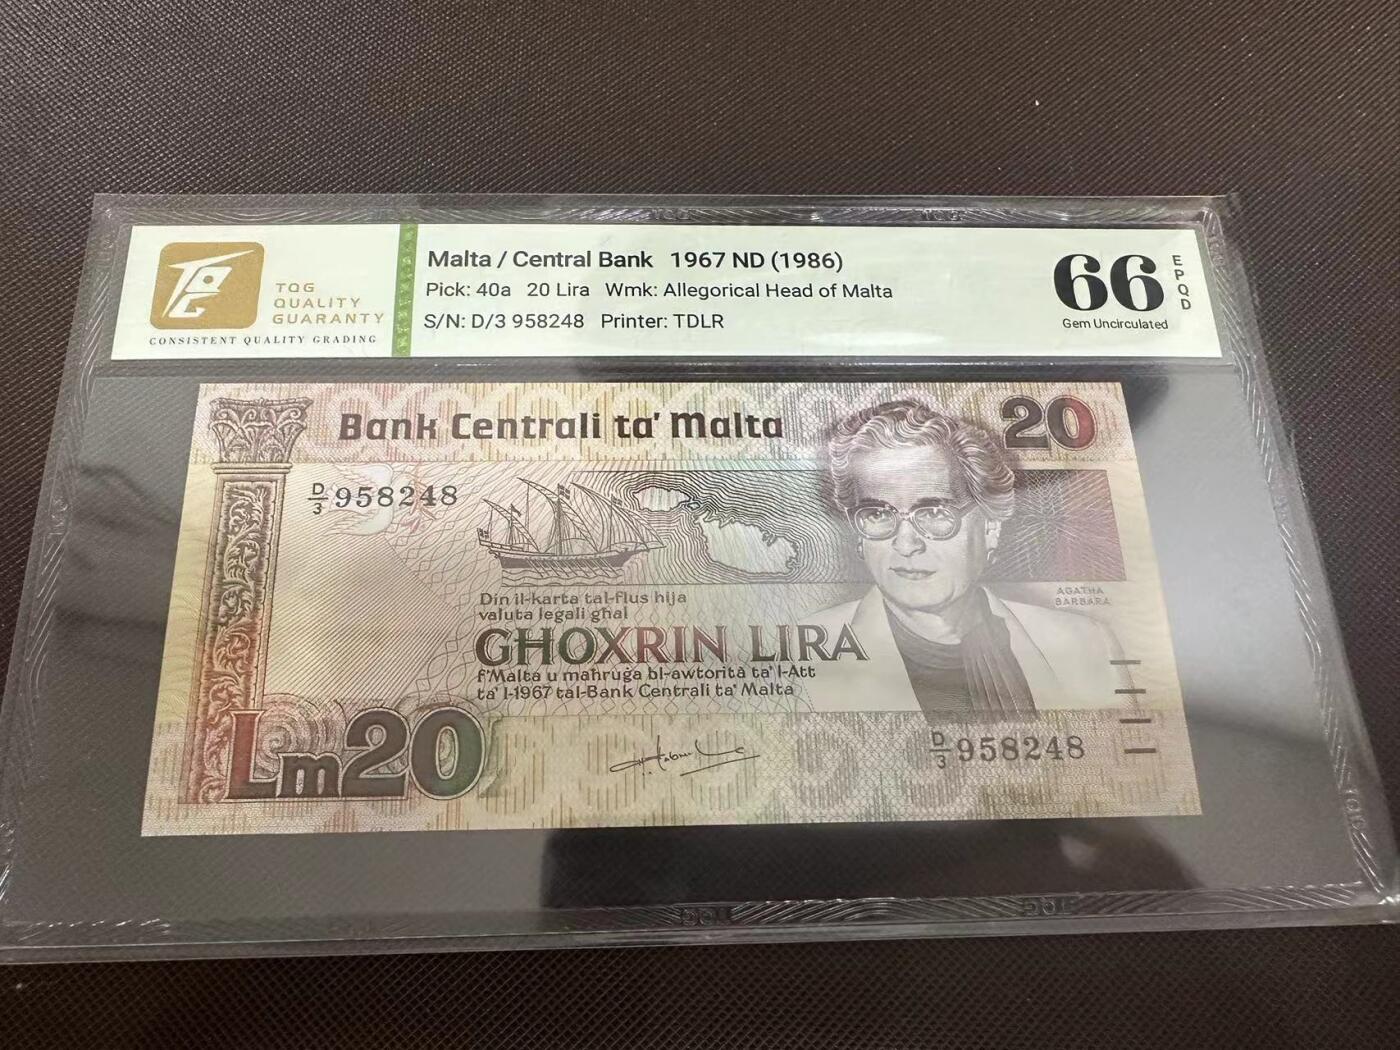 TQG
QUALITY
GUARANTY
CONSISTENT QUALITY GRADING
Malta / Central Bank 1967 ND (1986)
Pick: 40a 20 Lira Wmk: Allegorical Head of Malta
S/N: D/3 958248 Printer: TDLR
66
EPQD
Gem Uncirculated
Bank Ċentrali ta' Malta
20
D/3 958248
Din il-karta tal-flus hija
valuta legali għal
GĦOXRIN LIRA
f'Malta u maħruġa bl-awtorità ta' l-Att
ta' l-1967 tal-Bank Ċentrali ta' Malta
AGATHA
BARBARA
Lm20
D/3 958248